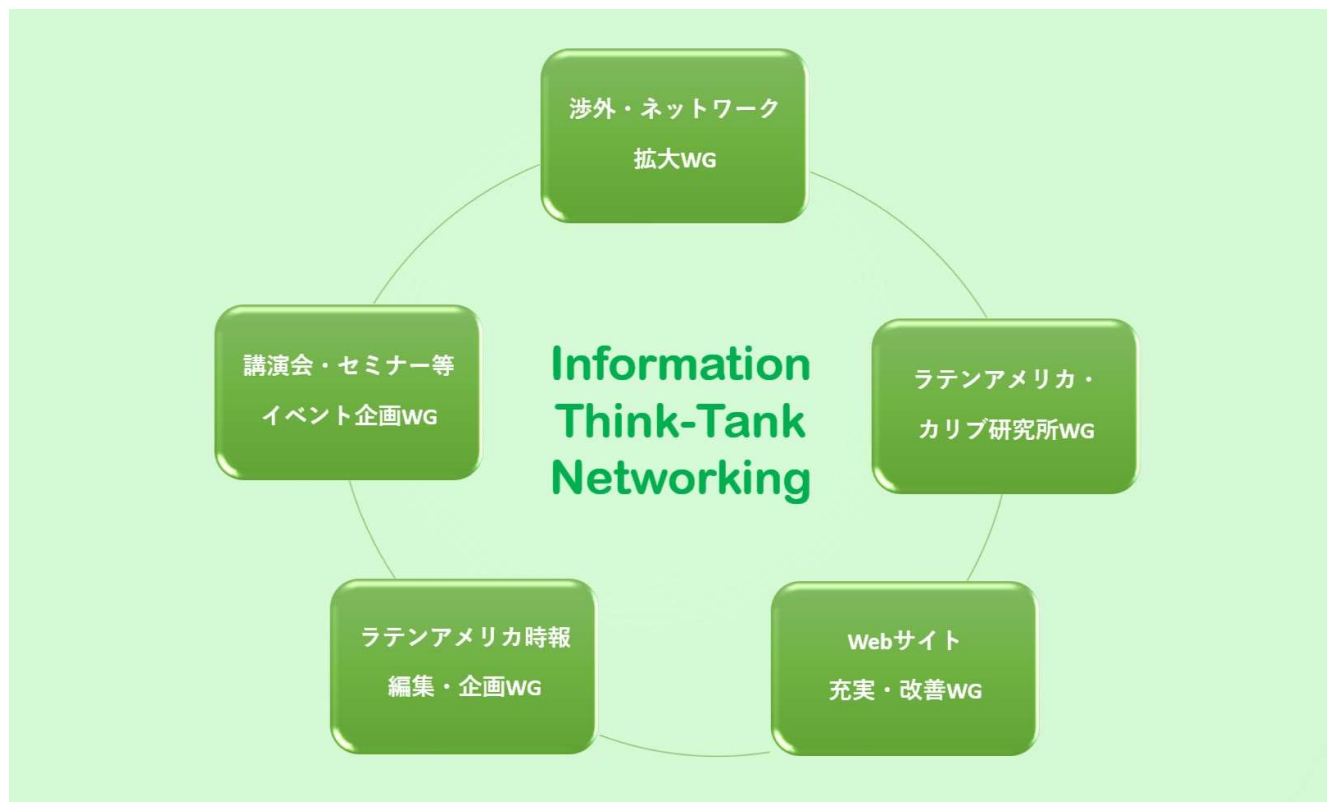 渉外・ネットワーク
拡大WG
講演会・セミナー等
イベント企画WG
Information
Think-Tank
Networking
ラテンアメリカ・
カリブ研究所WG
ラテンアメリカ時報
編集・企画WG
Webサイト
充実・改善WG